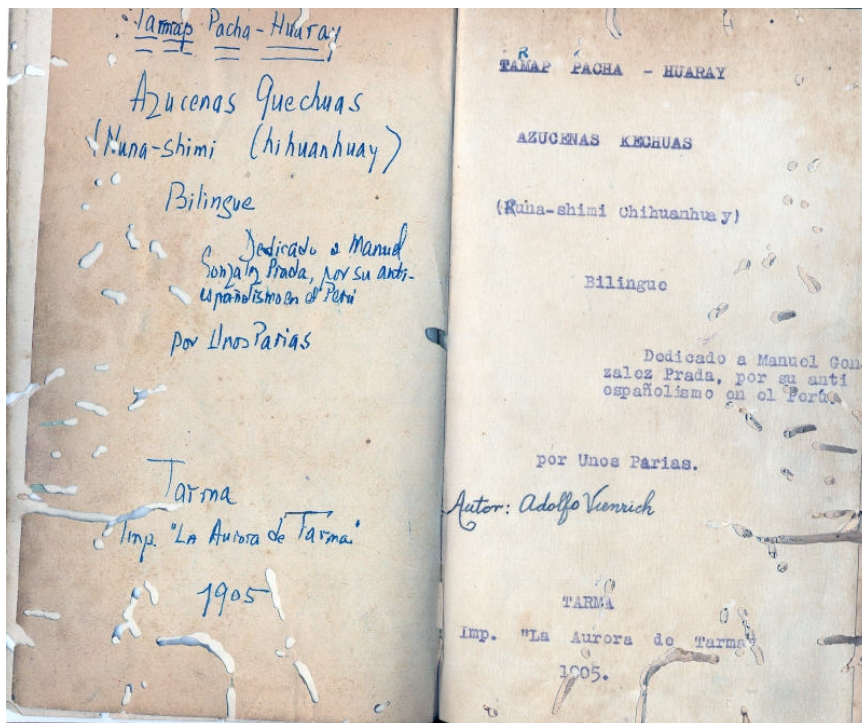 Tarmap Pacha-Huaray
Azucenas Quechuas
(Nuna-shimi Chihuanhuay)
Bilingue
Dedicado a Manuel
Gonzalez Prada, por su anti-
españolismo en el Perú
por Unos Parias
Tarma
Imp. "La Aurora de Tarma"
1905
R
TAMAP PACHA - HUARAY
AZUCENAS KECHUAS
(Runa-shimi Chihuanhuay)
Bilingue
Dedicado a Manuel Gon
zalez Prada, por su anti
españolismo en el Perú.
por Unos Parias.
Autor: Adolfo Vienrich
TARMA
Imp. "La Aurora de Tarma"
1905.